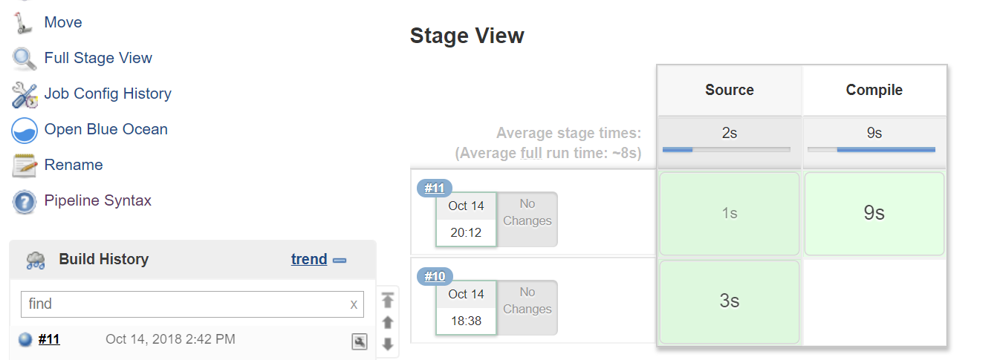 Move
Full Stage View
Job Config History
Open Blue Ocean
Rename
Pipeline Syntax
Build History trend
find x
#11 Oct 14, 2018 2:42 PM
Stage View
Source Compile
Average stage times:
(Average full run time: ~8s)
2s 9s
#11
Oct 14
20:12
No
Changes
1s 9s
#10
Oct 14
18:38
No
Changes
3s